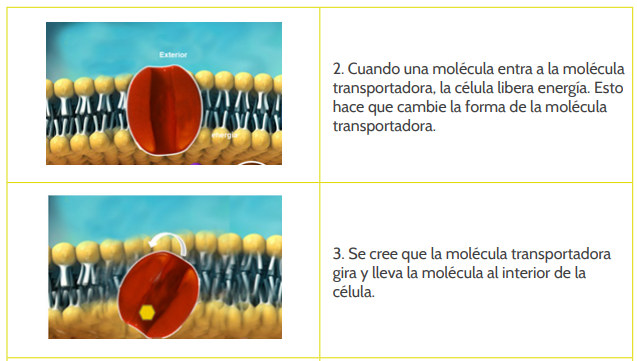 Exterior
energía
2. Cuando una molécula entra a la molécula
transportadora, la célula libera energía. Esto
hace que cambie la forma de la molécula
transportadora.
3. Se cree que la molécula transportadora
gira y lleva la molécula al interior de la
célula.